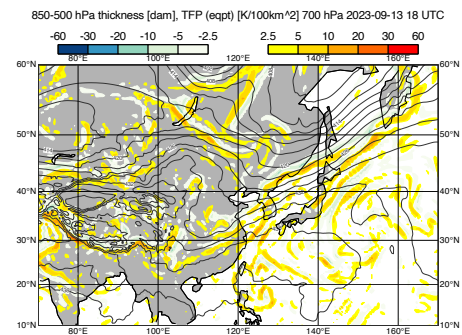 850-500 hPa thickness [dam], TFP (eqpt) [K/100km^2] 700 hPa 2023-09-13 18 UTC
-60 -30 -20 -10 -5 -2.5 2.5 5 10 20 30 60
80°E 100°E 120°E 140°E 160°E
60°N 60°N
50°N 50°N
40°N 40°N
30°N 30°N
20°N 20°N
10°N 10°N
80°E 100°E 120°E 140°E 160°E